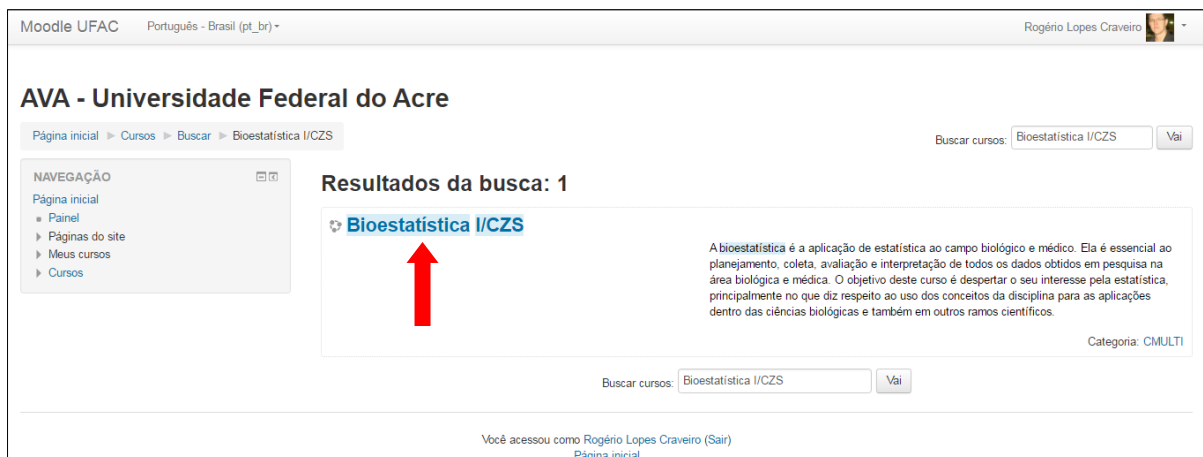 Moodle UFAC Português - Brasil (pt_br) Rogério Lopes Craveiro
AVA - Universidade Federal do Acre
Página inicial Cursos Buscar Bioestatística I/CZS
Buscar cursos: Bioestatística I/CZS Vai
NAVEGAÇÃO
Página inicial
Painel
Páginas do site
Meus cursos
Cursos
Resultados da busca: 1
Bioestatística I/CZS
A bioestatística é a aplicação de estatística ao campo biológico e médico. Ela é essencial ao
planejamento, coleta, avaliação e interpretação de todos os dados obtidos em pesquisa na
área biológica e médica. O objetivo deste curso é despertar o seu interesse pela estatística,
principalmente no que diz respeito ao uso dos conceitos da disciplina para as aplicações
dentro das ciências biológicas e também em outros ramos científicos.
Categoria: CMULTI
Buscar cursos: Bioestatística I/CZS Vai
Você acessou como Rogério Lopes Craveiro (Sair)
Página inicial